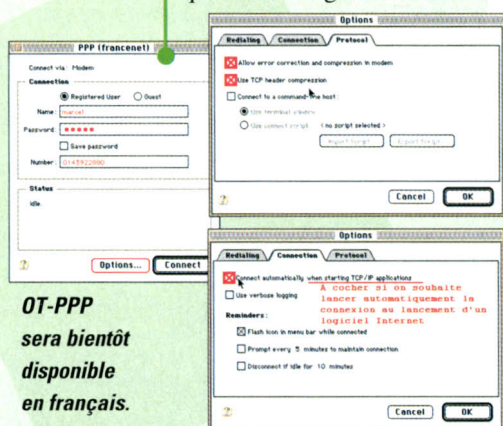 PPP (francenet)
Connect via: Modem
Connection
Registered User Guest
Name: marcel
Password: •••••
Save password
Number: 0143922880
Status
Idle.
Options... Connect
OT-PPP
sera bientôt
disponible
en français.
Options
Redialing Connection Protocol
Allow error correction and compression in modem
Use TCP header compression
Connect to a command-line host:
Use terminal window
Use connect script <no script selected>
Import Script... Export Script...
Cancel OK
Options
Redialing Connection Protocol
Connect automatically when starting TCP/IP applications
A cocher si on souhaite
lancer automatiquement la
connexion au lancement d'un
logiciel Internet
Use verbose logging
Reminders:
Flash icon in menu bar while connected
Prompt every 5 minutes to maintain connection
Disconnect if idle for 10 minutes
Cancel OK